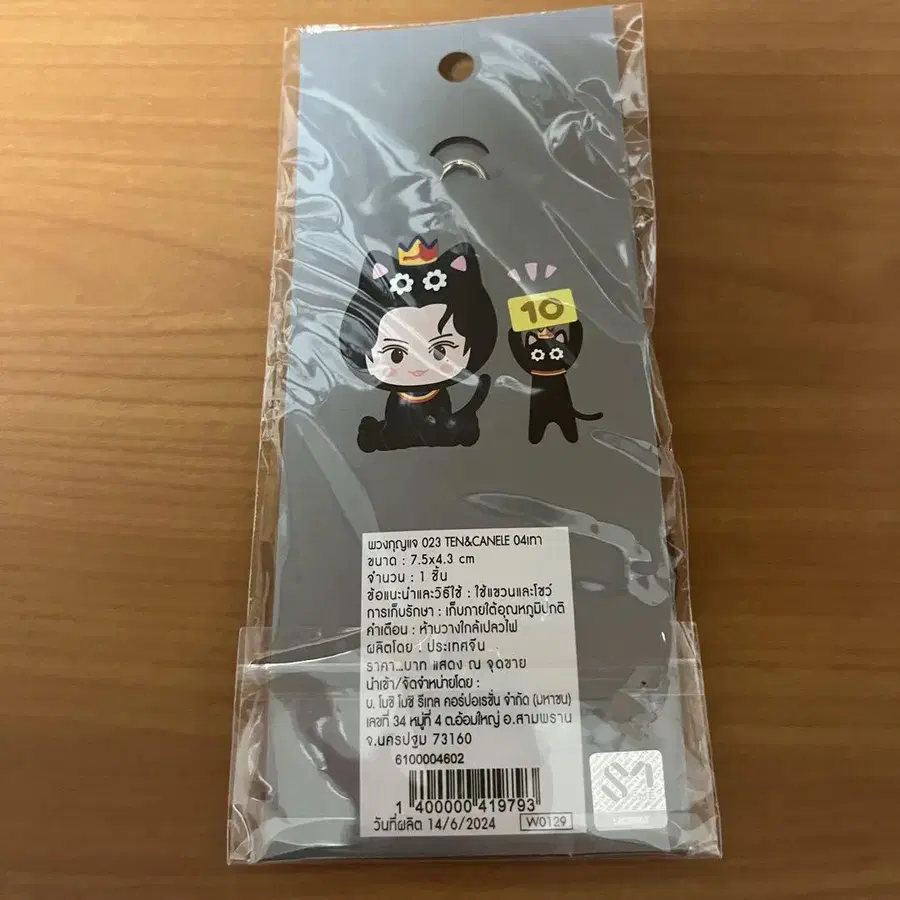 10
พวงกุญแจ 023 TEN&CANELE 04เทา
ขนาด : 7.5x4.3 cm
จำนวน : 1 ชิ้น
ข้อแนะนำและวิธีใช้ : ใช้แขวนและโชว์
การเก็บรักษา : เก็บภายใต้อุณหภูมิปกติ
คำเตือน : ห้ามวางใกล้เปลวไฟ
ผลิตโดย : ประเทศจีน
ราคา...บาท แสดง ณ จุดขาย
นำเข้า/จัดจำหน่ายโดย :
บ. โมชิ โมชิ รีเทล คอร์ปอเรชั่น จำกัด (มหาชน)
เลขที่ 34 หมู่ที่ 4 ต.อ้อมใหญ่ อ.สามพราน
จ.นครปฐม 73160
6100004602
1 400000 419793
วันที่ผลิต 14/6/2024 W0129